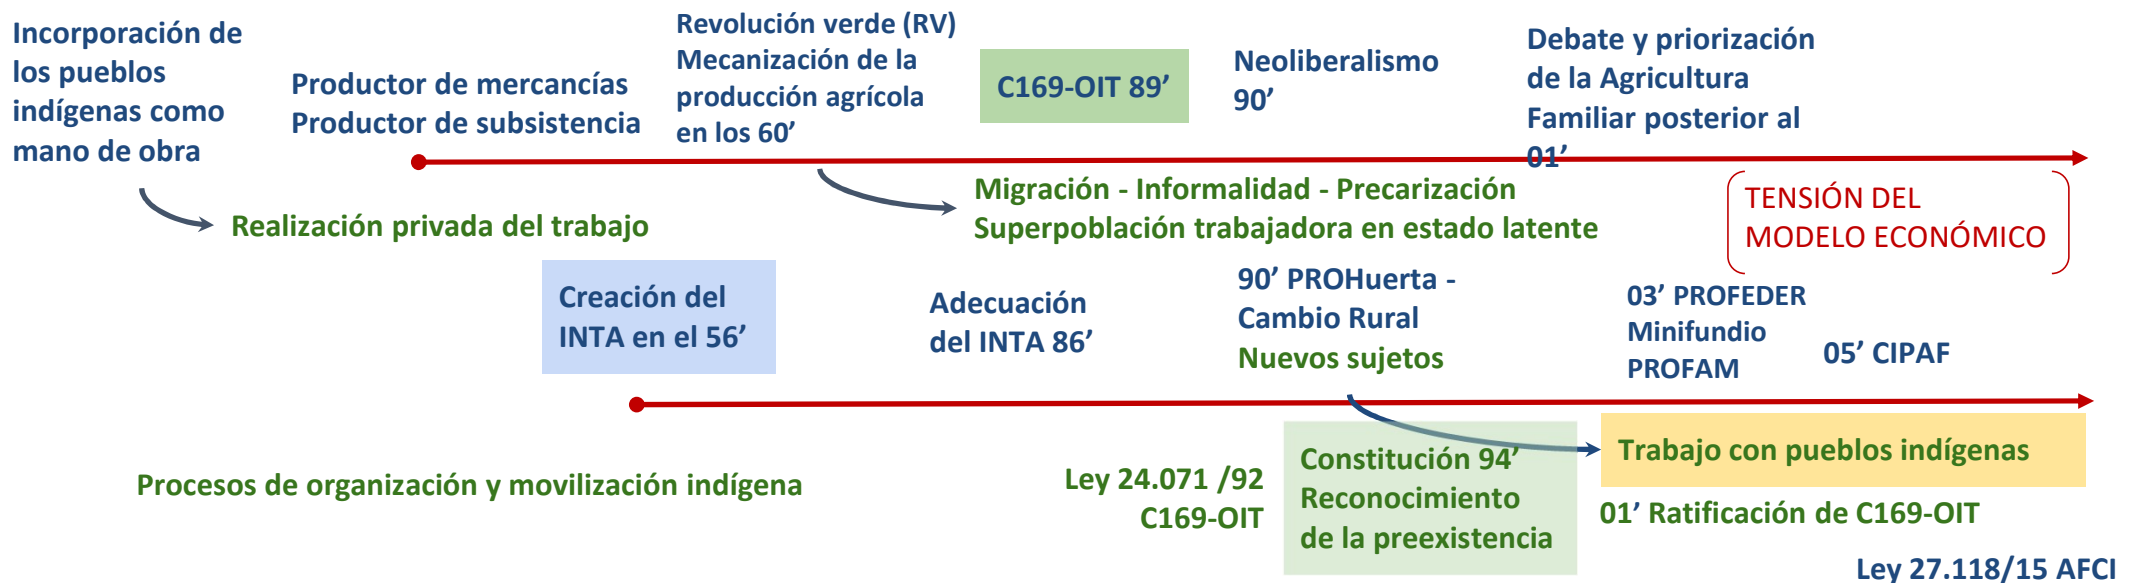 Incorporación de
los pueblos
indígenas como
mano de obra
Productor de mercancías
Productor de subsistencia
Revolución verde (RV)
Mecanización de la
producción agrícola
en los 60’
C169-OIT 89’
Neoliberalismo
90’
Debate y priorización
de la Agricultura
Familiar posterior al
01’
Realización privada del trabajo
Migración - Informalidad - Precarización
Superpoblación trabajadora en estado latente
TENSIÓN DEL
MODELO ECONÓMICO
Creación del
INTA en el 56’
Adecuación
del INTA 86’
90’ PROHuerta -
Cambio Rural
Nuevos sujetos
03’ PROFEDER
Minifundio
PROFAM
05’ CIPAF
Procesos de organización y movilización indígena
Ley 24.071 /92
C169-OIT
Constitución 94’
Reconocimiento
de la preexistencia
Trabajo con pueblos indígenas
01’ Ratificación de C169-OIT
Ley 27.118/15 AFCI